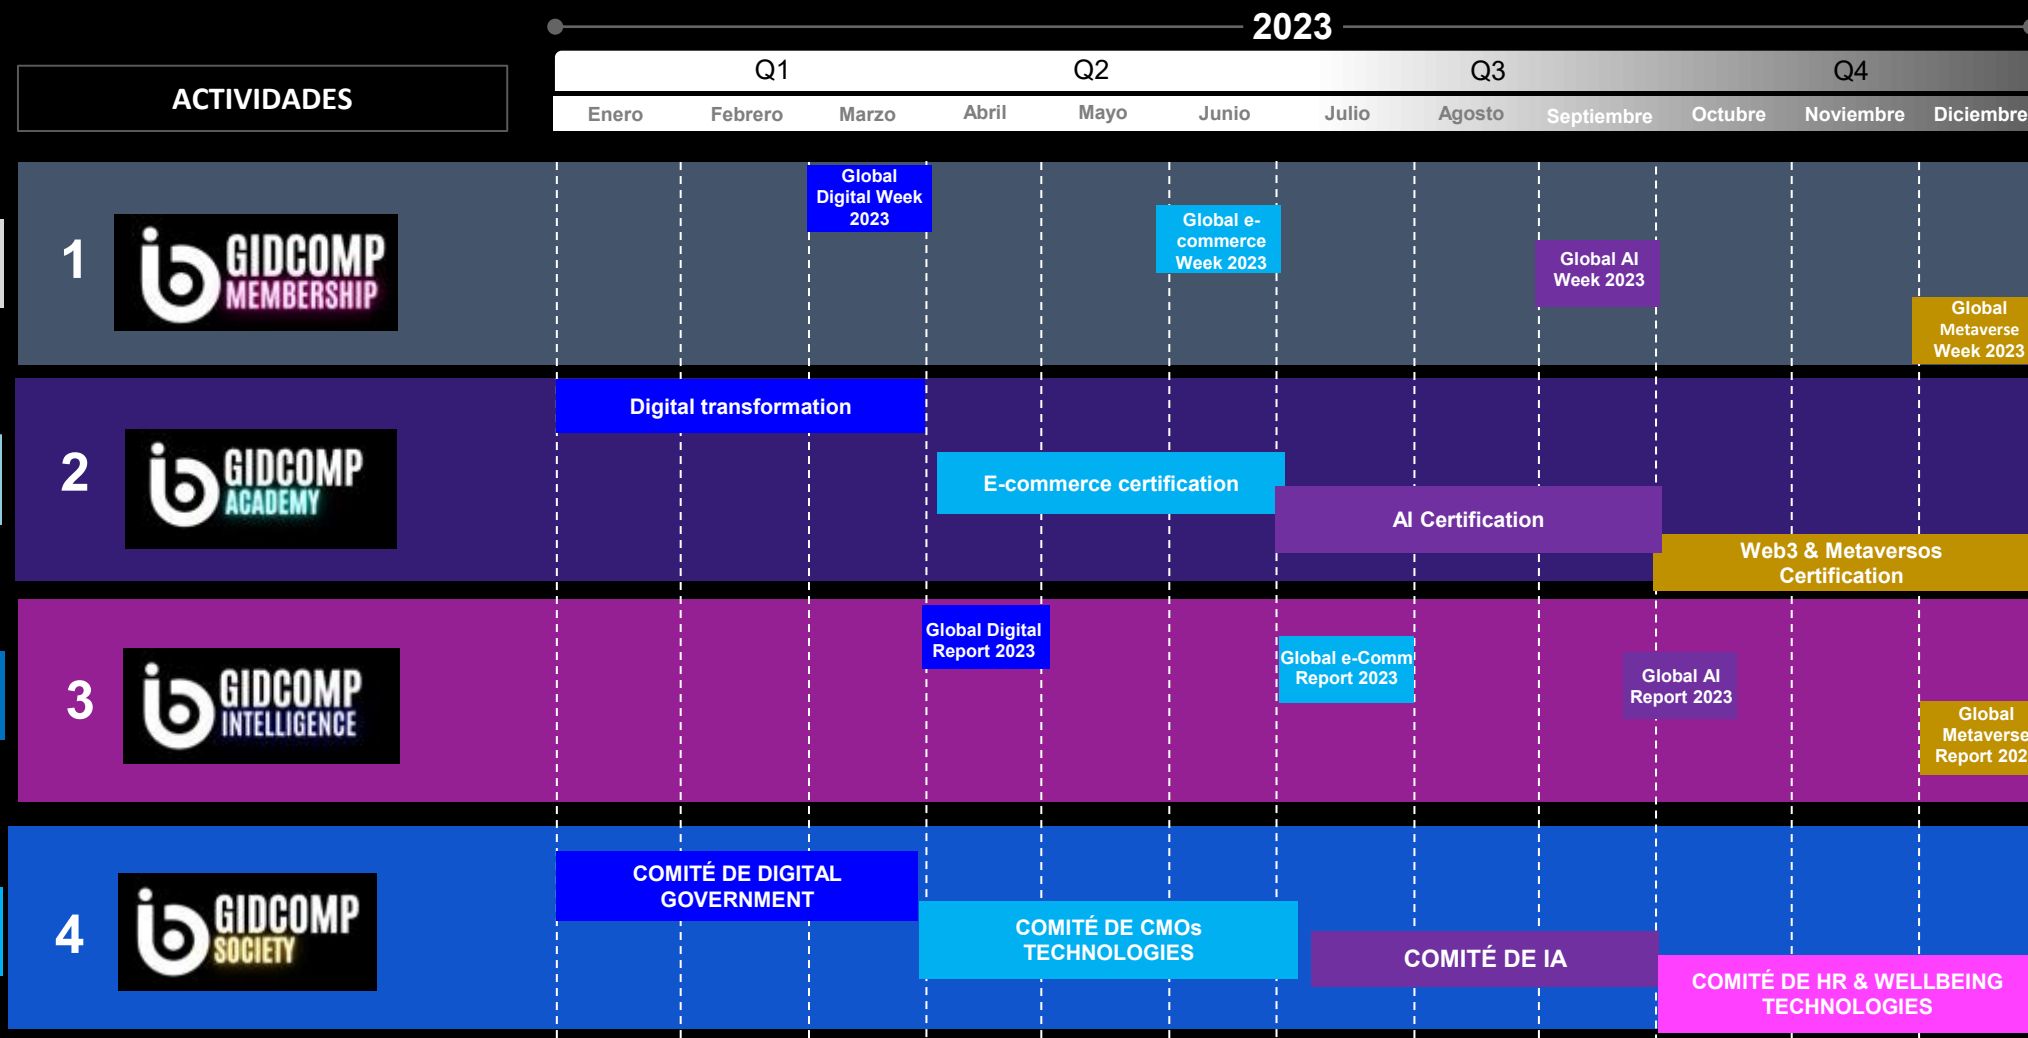 2023
Q1 Q2 Q3 Q4
ACTIVIDADES
Enero Febrero Marzo Abril Mayo Junio Julio Agosto Septiembre Octubre Noviembre Diciembre
1
GIDCOMP
MEMBERSHIP
Global
Digital Week
2023
Global e-
commerce
Week 2023
Global AI
Week 2023
Global
Metaverse
Week 2023
2
GIDCOMP
ACADEMY
Digital transformation
E-commerce certification
AI Certification
Web3 & Metaversos
Certification
3
GIDCOMP
INTELLIGENCE
Global Digital
Report 2023
Global e-Comm
Report 2023
Global AI
Report 2023
Global
Metaverse
Report 202
4
GIDCOMP
SOCIETY
COMITÉ DE DIGITAL
GOVERNMENT
COMITÉ DE CMOs
TECHNOLOGIES
COMITÉ DE IA
COMITÉ DE HR & WELLBEING
TECHNOLOGIES